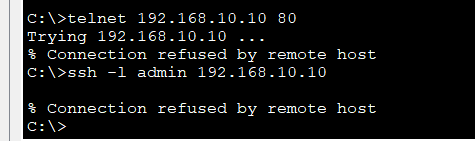 C:\>telnet 192.168.10.10 80
Trying 192.168.10.10 ...
% Connection refused by remote host
C:\>ssh -l admin 192.168.10.10
% Connection refused by remote host
C:\>